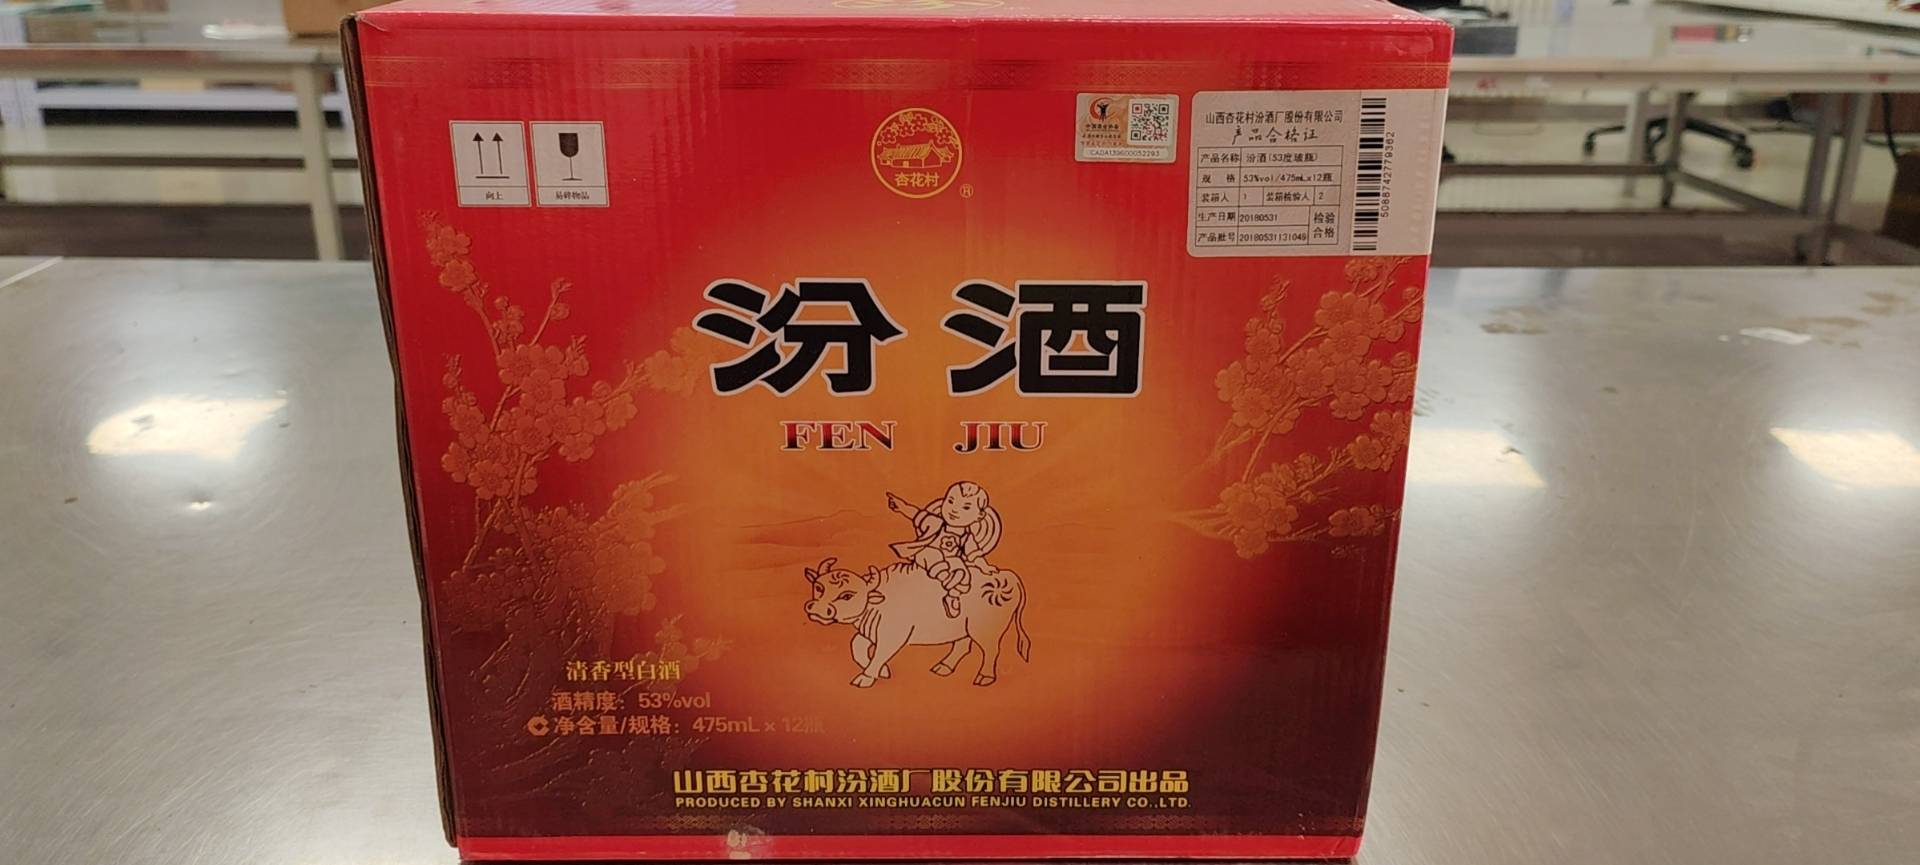 向上
易碎物品
杏花村
®
CADA139600052293
山西杏花村汾酒厂股份有限公司
产品合格证
产品名称 汾酒(53度玻瓶)
规 格 53%vol/475mL×12瓶
装箱人 1 装箱检验人 2
生产日期 20180531 检验
产品批号 20180531131049 合格
508874277936​2
汾酒
FEN JIU
清香型白酒
酒精度：53%vol
净含量/规格：475mL×12瓶
山西杏花村汾酒厂股份有限公司出品
PRODUCED BY SHANXI XINGHUACUN FENJIU DISTILLERY CO.,LTD.